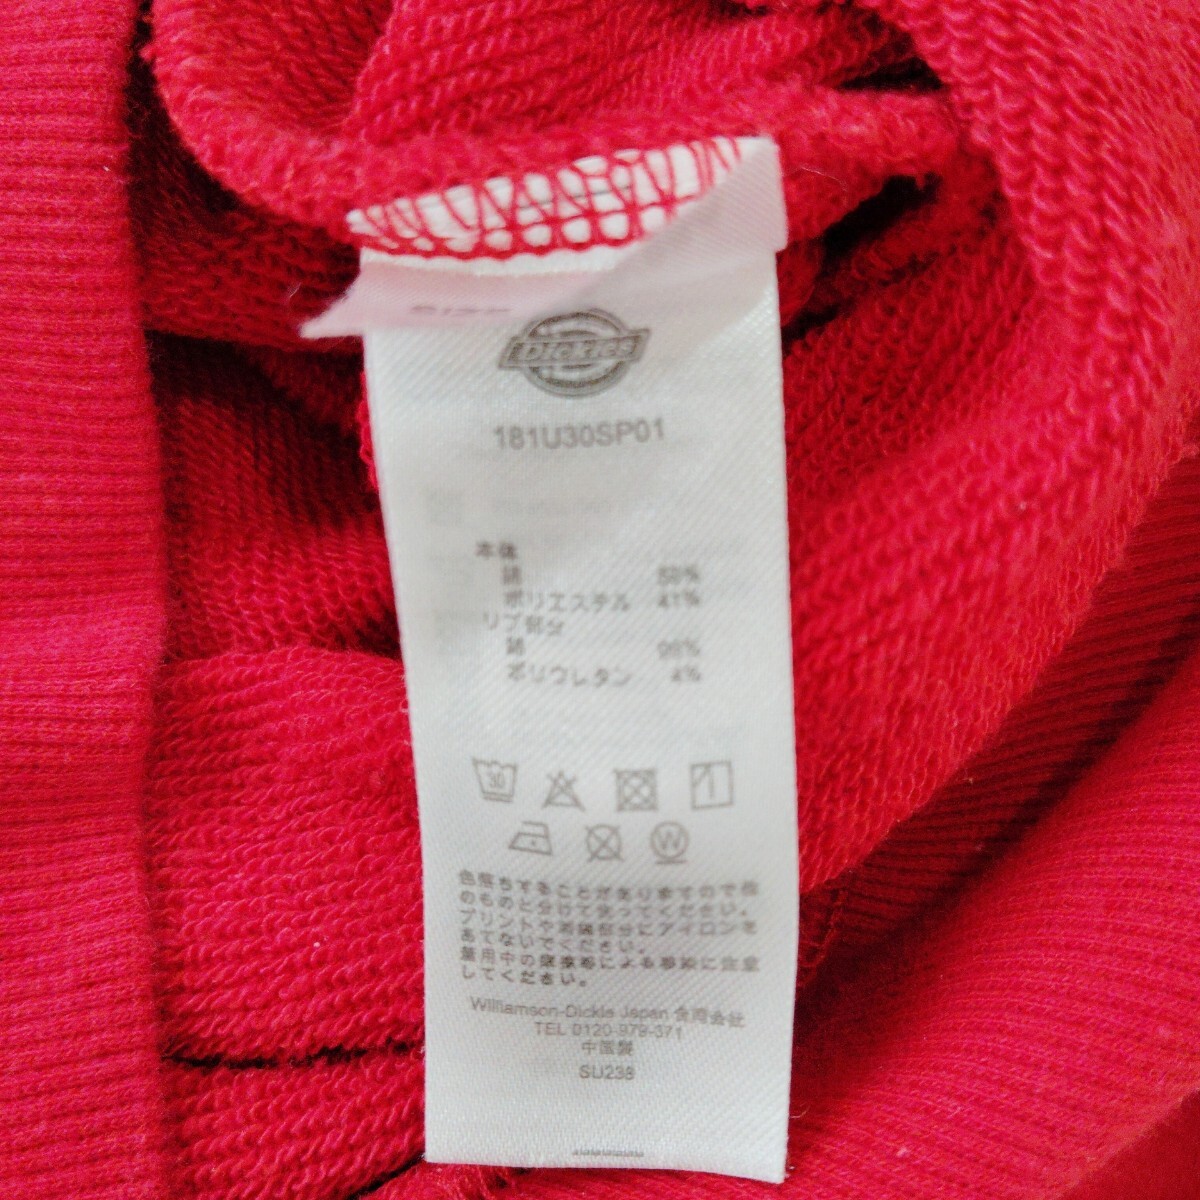 Dickies
181U30SP01
本体
綿 59%
ポリエステル 41%
リブ部分
綿 96%
ポリウレタン 4%
30
W
色落ちすることがありますので他
のものと分けて洗ってください。
プリントや刺繍部分にアイロンを
あてないでください。
着用中の摩擦等による移染に注意
してください。
Williamson-Dickie Japan 合同会社
TEL 0120-979-371
中国製
SU238